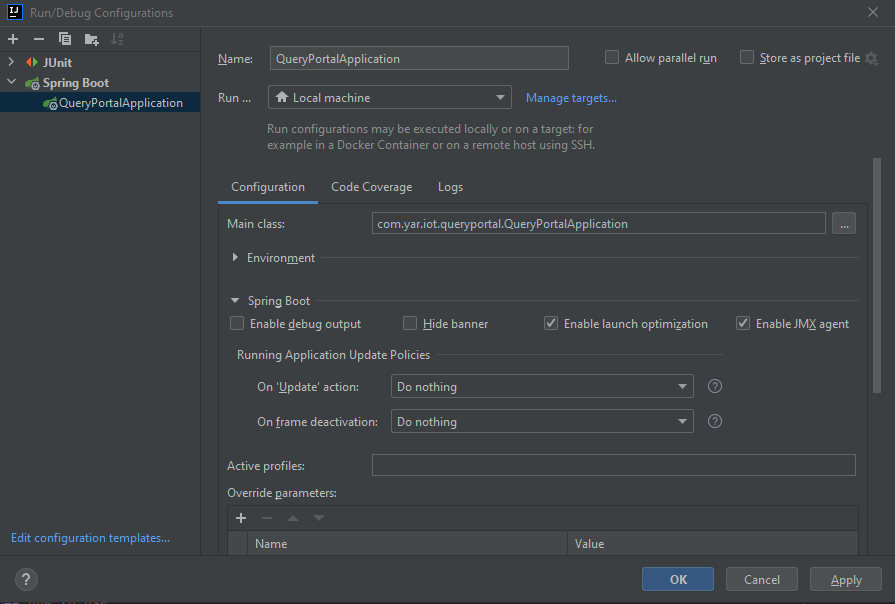 Run/Debug Configurations
JUnit
Spring Boot
QueryPortalApplication
Edit configuration templates...
Name: QueryPortalApplication Allow parallel run Store as project file
Run ... Local machine Manage targets...
Run configurations may be executed locally or on a target: for
example in a Docker Container or on a remote host using SSH.
Configuration Code Coverage Logs
Main class: com.yar.iot.queryportal.QueryPortalApplication ...
Environment
Spring Boot
Enable debug output Hide banner Enable launch optimization Enable JMX agent
Running Application Update Policies
On 'Update' action: Do nothing ?
On frame deactivation: Do nothing ?
Active profiles:
Override parameters:
Name Value
? OK Cancel Apply